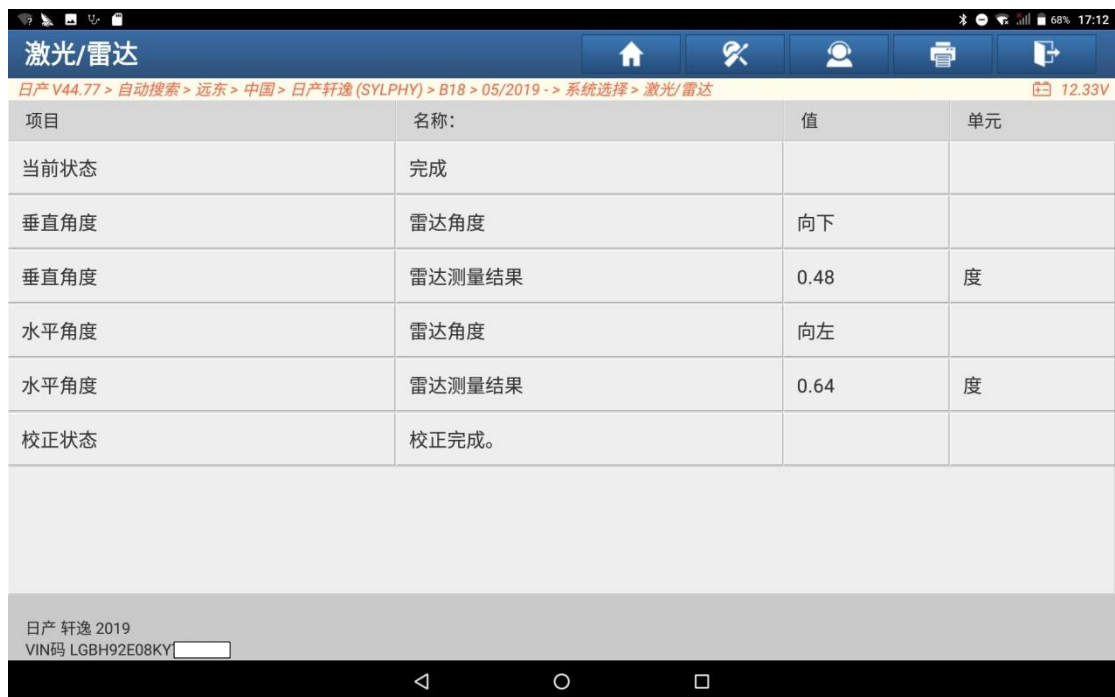 68% 17:12
激光/雷达
日产 V44.77 > 自动搜索 > 远东 > 中国 > 日产轩逸 (SYLPHY) > B18 > 05/2019 - > 系统选择 > 激光/雷达 12.33V
项目 名称： 值 单元
当前状态 完成
垂直角度 雷达角度 向下
垂直角度 雷达测量结果 0.48 度
水平角度 雷达角度 向左
水平角度 雷达测量结果 0.64 度
校正状态 校正完成。
日产 轩逸 2019
VIN码 LGBH92E08KY